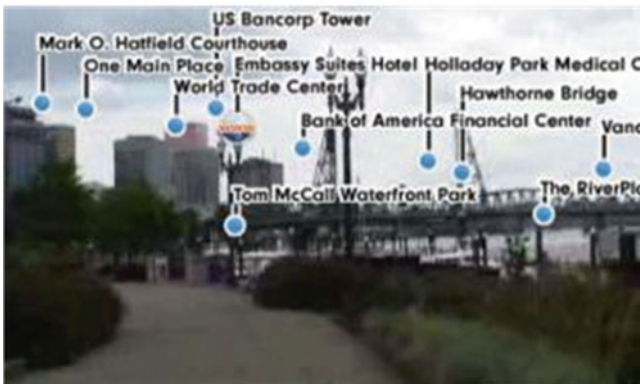 US Bancorp Tower
Mark O. Hatfield Courthouse
One Main Place
Embassy Suites Hotel
Holladay Park Medical C
World Trade Center
Hawthorne Bridge
Bank of America Financial Center
Vanc
Tom McCall Waterfront Park
The RiverPl